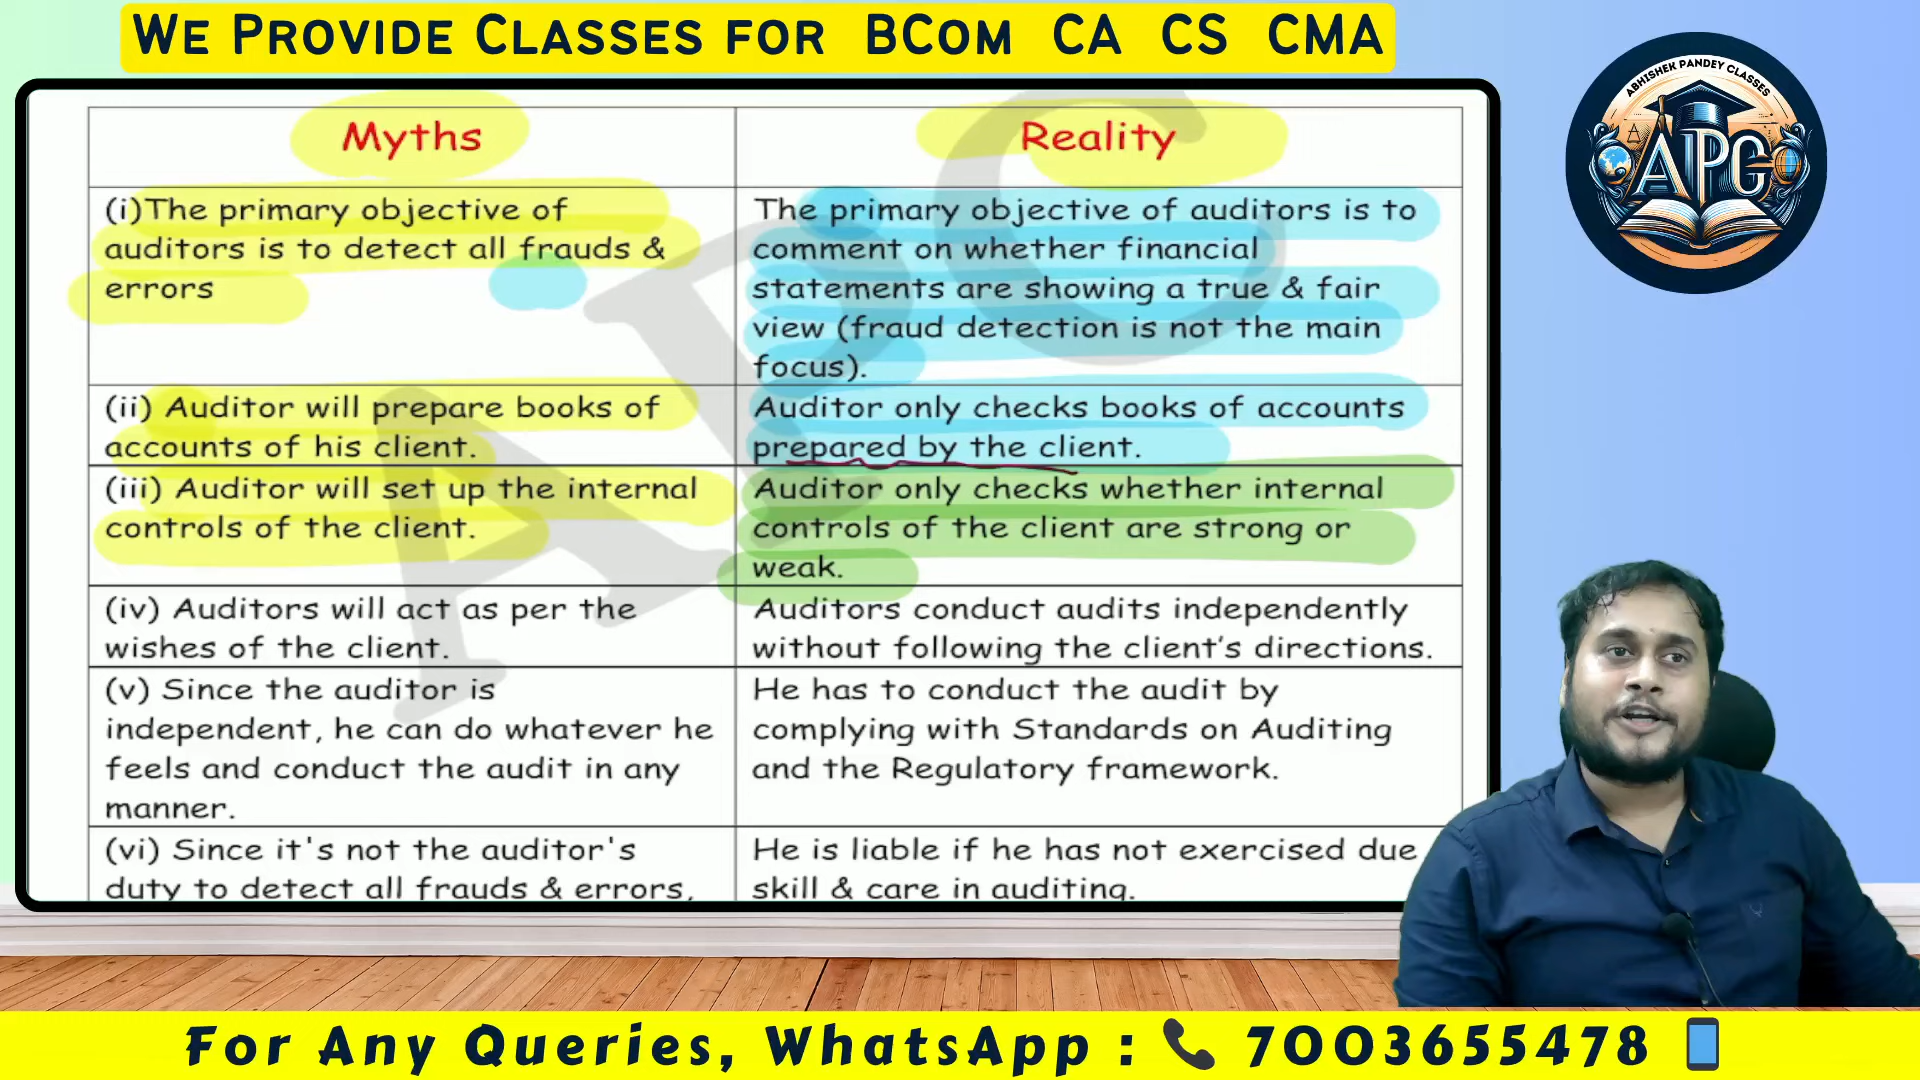 WE PROVIDE CLASSES FOR BCOM CA CS CMA
ABHISHEK PANDEY CLASSES
APC
Myths
Reality
(i)The primary objective of
auditors is to detect all frauds &
errors
The primary objective of auditors is to
comment on whether financial
statements are showing a true & fair
view (fraud detection is not the main
focus).
(ii) Auditor will prepare books of
accounts of his client.
Auditor only checks books of accounts
prepared by the client.
(iii) Auditor will set up the internal
controls of the client.
Auditor only checks whether internal
controls of the client are strong or
weak.
(iv) Auditors will act as per the
wishes of the client.
Auditors conduct audits independently
without following the client's directions.
(v) Since the auditor is
independent, he can do whatever he
feels and conduct the audit in any
manner.
He has to conduct the audit by
complying with Standards on Auditing
and the Regulatory framework.
(vi) Since it's not the auditor's
duty to detect all frauds & errors,
He is liable if he has not exercised due
skill & care in auditing.
APC
For Any Queries, WhatsApp : 7003655478